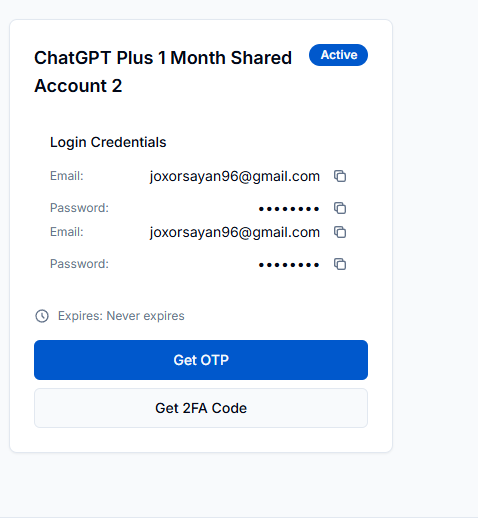 ChatGPT Plus 1 Month Shared
Account 2
Active
Login Credentials
Email: joxorsayan96@gmail.com
Password: ••••••••
Email: joxorsayan96@gmail.com
Password: ••••••••
Expires: Never expires
Get OTP
Get 2FA Code